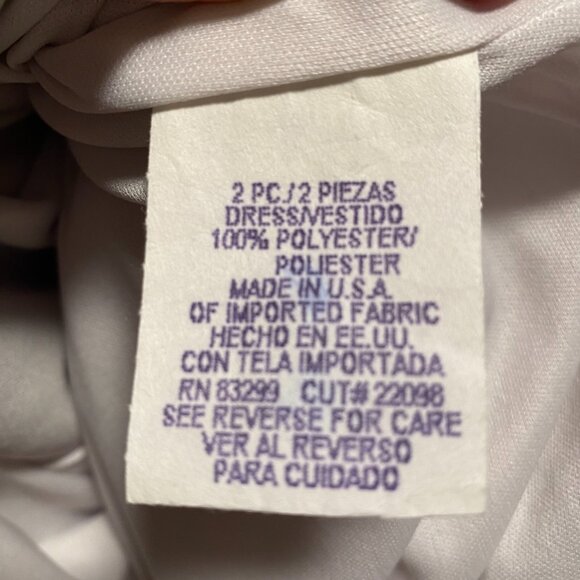 2 PC./2 PIEZAS
DRESS/VESTIDO
100% POLYESTER/
POLIESTER
MADE IN U.S.A.
OF IMPORTED FABRIC
HECHO EN EE.UU.
CON TELA IMPORTADA
RN 83299 CUT# 22098
SEE REVERSE FOR CARE
VER AL REVERSO
PARA CUIDADO